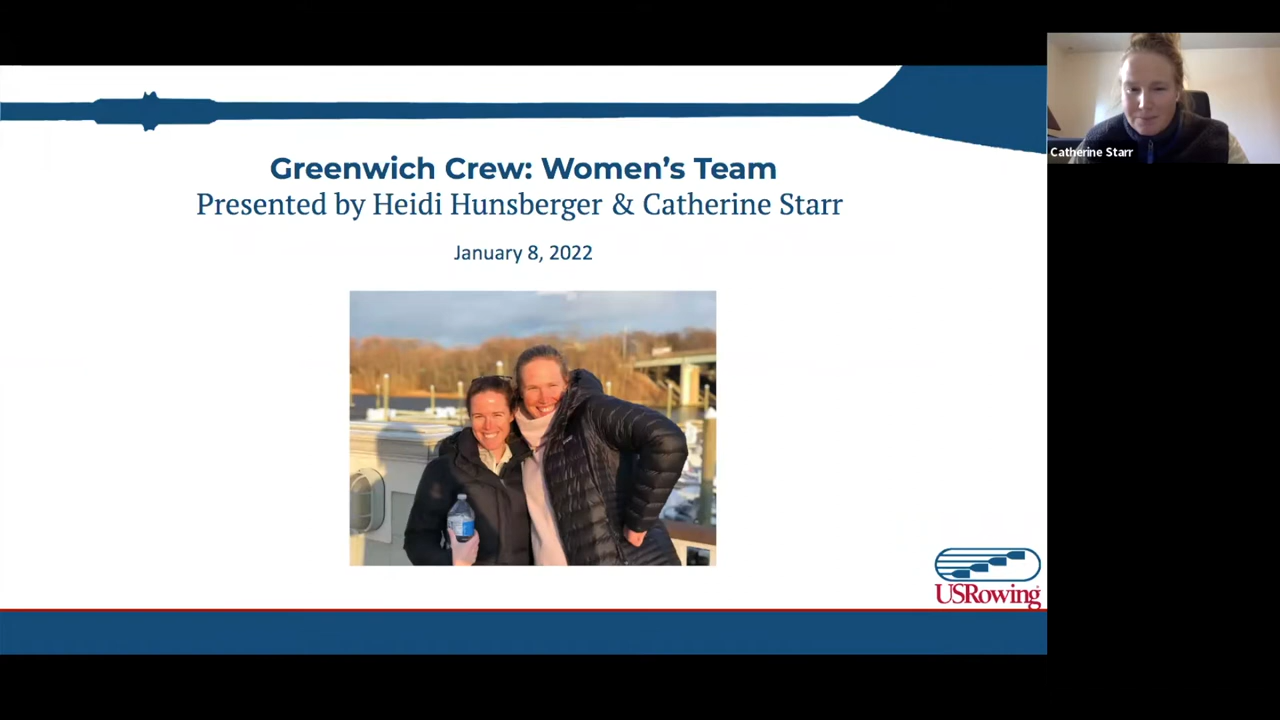 Greenwich Crew: Women's Team
Presented by Heidi Hunsberger & Catherine Starr
January 8, 2022
Catherine Starr
USRowing